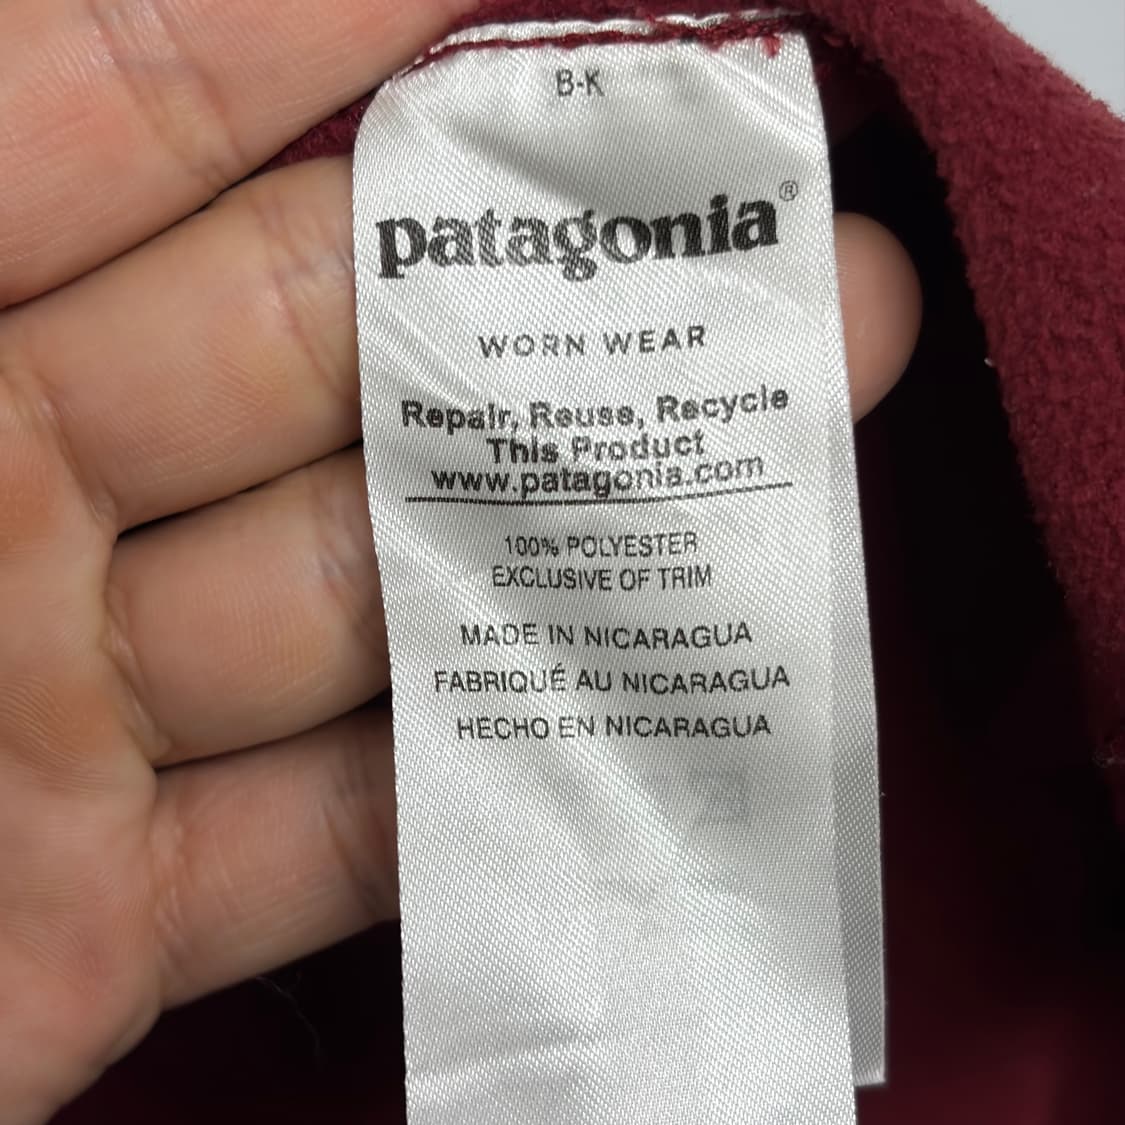 B-K
patagonia®
WORN WEAR
Repair, Reuse, Recycle
This Product
www.patagonia.com
100% POLYESTER
EXCLUSIVE OF TRIM
MADE IN NICARAGUA
FABRIQUÉ AU NICARAGUA
HECHO EN NICARAGUA